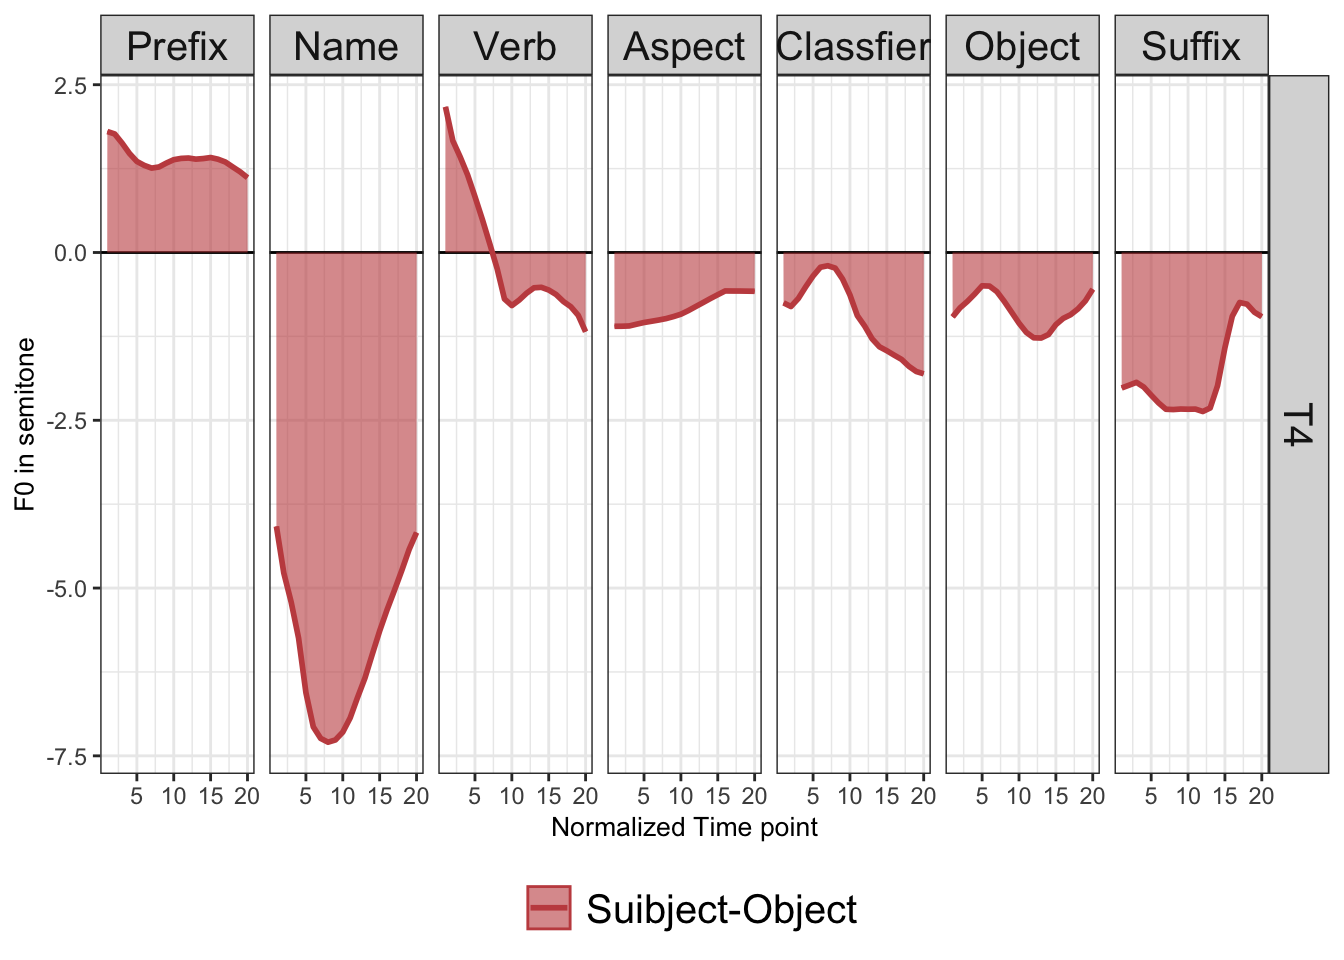 Prefix Name Verb Aspect Classfier Object Suffix
2.5
0.0
-2.5
-5.0
-7.5
F0 in semitone
T4
5 10 15 20 5 10 15 20 5 10 15 20 5 10 15 20 5 10 15 20 5 10 15 20 5 10 15 20
Normalized Time point
Suibject-Object